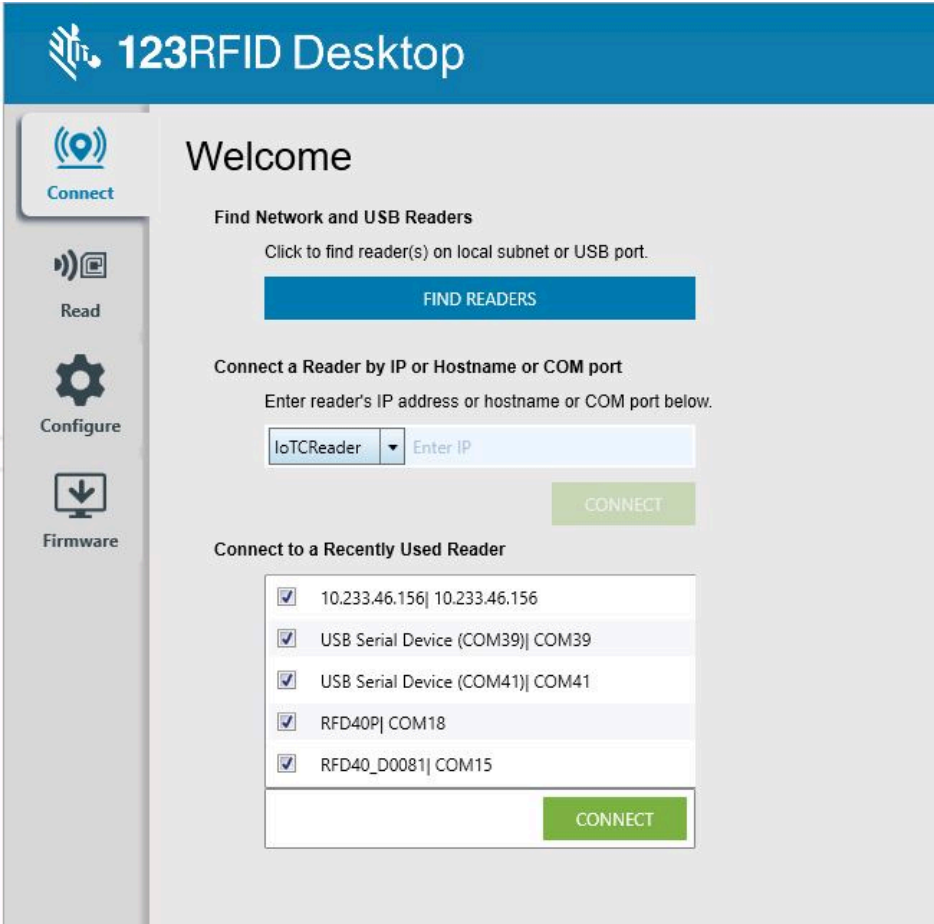 123RFID Desktop
Connect
Read
Configure
Firmware
Welcome
Find Network and USB Readers
Click to find reader(s) on local subnet or USB port.
FIND READERS
Connect a Reader by IP or Hostname or COM port
Enter reader's IP address or hostname or COM port below.
IoTCReader Enter IP
CONNECT
Connect to a Recently Used Reader
10.233.46.156| 10.233.46.156
USB Serial Device (COM39)| COM39
USB Serial Device (COM41)| COM41
RFD40P| COM18
RFD40_D0081| COM15
CONNECT